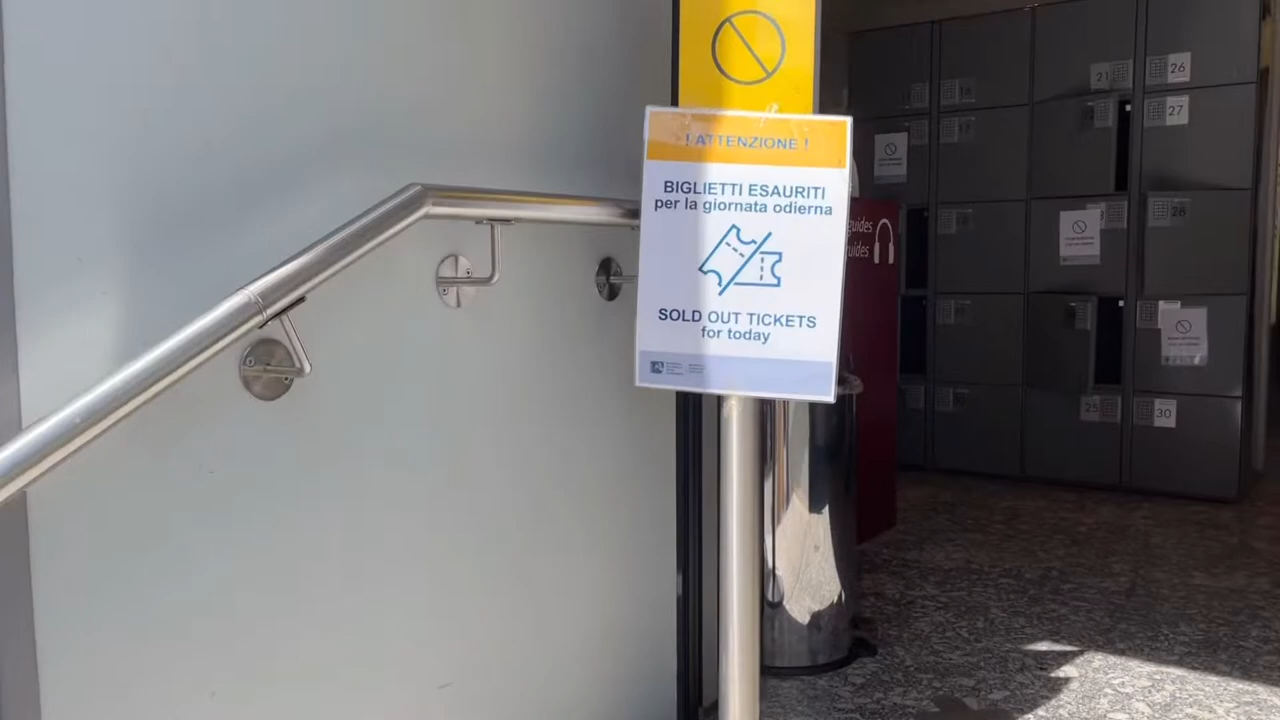 ! ATTENZIONE !
BIGLIETTI ESAURITI
per la giornata odierna
SOLD OUT TICKETS
for today
guides
uides
21
26
27
28
25
30